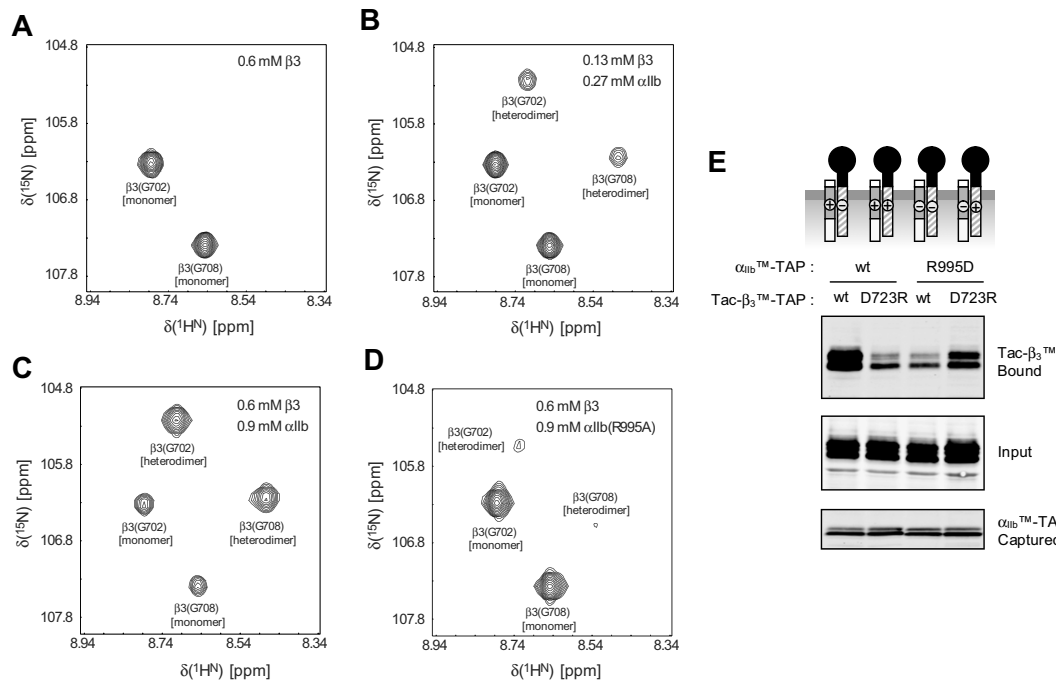 A
104.8
105.8
106.8
107.8
8.94
8.74
8.54
8.34
δ(¹⁵N) [ppm]
δ(¹Hᴺ) [ppm]
0.6 mM β3
β3(G702)
[monomer]
β3(G708)
[monomer]
B
104.8
105.8
106.8
107.8
8.94
8.74
8.54
8.34
δ(¹⁵N) [ppm]
δ(¹Hᴺ) [ppm]
0.13 mM β3
0.27 mM αIIb
β3(G702)
[heterodimer]
β3(G702)
[monomer]
β3(G708)
[heterodimer]
β3(G708)
[monomer]
C
104.8
105.8
106.8
107.8
8.94
8.74
8.54
8.34
δ(¹⁵N) [ppm]
δ(¹Hᴺ) [ppm]
0.6 mM β3
0.9 mM αIIb
β3(G702)
[heterodimer]
β3(G702)
[monomer]
β3(G708)
[heterodimer]
β3(G708)
[monomer]
D
104.8
105.8
106.8
107.8
8.94
8.74
8.54
8.34
δ(¹⁵N) [ppm]
δ(¹Hᴺ) [ppm]
0.6 mM β3
0.9 mM αIIb(R995A)
β3(G702)
[heterodimer]
β3(G708)
[heterodimer]
β3(G702)
[monomer]
β3(G708)
[monomer]
E
+ − + + − − − +
αIIb™-TAP : wt R995D
Tac-β₃™-TAP : wt D723R wt D723R
Tac-β₃™
Bound
Input
αIIb™-TA
Captured